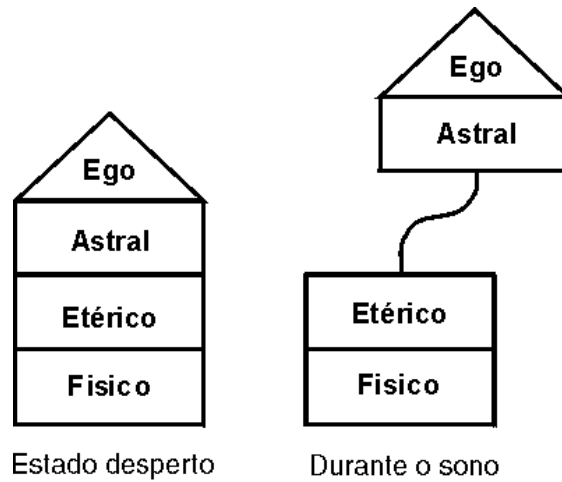 Ego
Astral
Etérico
Fisico
Estado desperto
Ego
Astral
Etérico
Fisico
Durante o sono